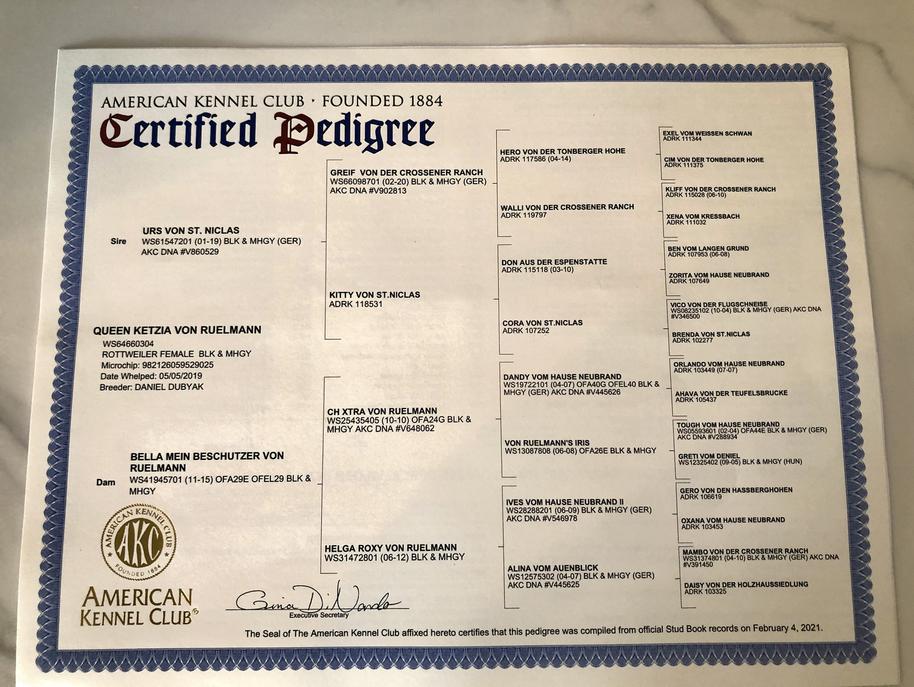 AMERICAN KENNEL CLUB · FOUNDED 1884
Certified Pedigree
Sire
URS VON ST. NICLAS
WS61547201 (01-19) BLK & MHGY (GER)
AKC DNA #V860529
QUEEN KETZIA VON RUELMANN
WS64660304
ROTTWEILER FEMALE BLK & MHGY
Microchip: 982126059529025
Date Whelped: 05/05/2019
Breeder: DANIEL DUBYAK
Dam
BELLA MEIN BESCHUTZER VON
RUELMANN
WS41945701 (11-15) OFA29E OFEL29 BLK &
MHGY
GREIF VON DER CROSSENER RANCH
WS66098701 (02-20) BLK & MHGY (GER)
AKC DNA #V902813
KITTY VON ST.NICLAS
ADRK 118531
CH XTRA VON RUELMANN
WS25435405 (10-10) OFA24G BLK &
MHGY AKC DNA #V648062
HELGA ROXY VON RUELMANN
WS31472801 (06-12) BLK & MHGY
HERO VON DER TONBERGER HOHE
ADRK 117586 (04-14)
WALLI VON DER CROSSENER RANCH
ADRK 119797
DON AUS DER ESPENSTATTE
ADRK 115118 (03-10)
CORA VON ST.NICLAS
ADRK 107252
DANDY VOM HAUSE NEUBRAND
WS19722101 (04-07) OFA40G OFEL40 BLK &
MHGY (GER) AKC DNA #V445626
VON RUELMANN'S IRIS
WS13087808 (06-08) OFA26E BLK & MHGY
IVES VOM HAUSE NEUBRAND II
WS28288201 (06-09) BLK & MHGY (GER)
AKC DNA #V546978
ALINA VOM AUENBLICK
WS12575302 (04-07) BLK & MHGY (GER)
AKC DNA #V445625
EXEL VOM WEISSEN SCHWAN
ADRK 111344
CIM VON DER TONBERGER HOHE
ADRK 111375
KLIFF VON DER CROSSENER RANCH
ADRK 115028 (06-10)
XENA VOM KRESSBACH
ADRK 111032
BEN VOM LANGEN GRUND
ADRK 107953 (06-08)
ZORITA VOM HAUSE NEUBRAND
ADRK 107649
VICO VON DER FLUGSCHNEISE
WS08235102 (10-04) BLK & MHGY (GER) AKC DNA
#V346500
BRENDA VON ST.NICLAS
ADRK 102277
ORLANDO VOM HAUSE NEUBRAND
ADRK 103449 (07-07)
AHAVA VON DER TEUFELSBRUCKE
ADRK 105437
TOUGH VOM HAUSE NEUBRAND
WS05593601 (02-04) OFA44E BLK & MHGY (GER)
AKC DNA #V288934
GRETI VOM DENIEL
WS12325402 (09-05) BLK & MHGY (HUN)
GERO VON DEN HASSBERGHOHEN
ADRK 106619
OXANA VOM HAUSE NEUBRAND
ADRK 103453
MAMBO VON DER CROSSENER RANCH
WS31374801 (04-10) BLK & MHGY (GER) AKC DNA
#V391450
DAISY VON DER HOLZHAUSSIEDLUNG
ADRK 103325
AMERICAN KENNEL CLUB
AKC
FOUNDED 1884
AMERICAN
KENNEL CLUB®
Gina DiNardo
Executive Secretary
The Seal of The American Kennel Club affixed hereto certifies that this pedigree was compiled from official Stud Book records on February 4, 2021.